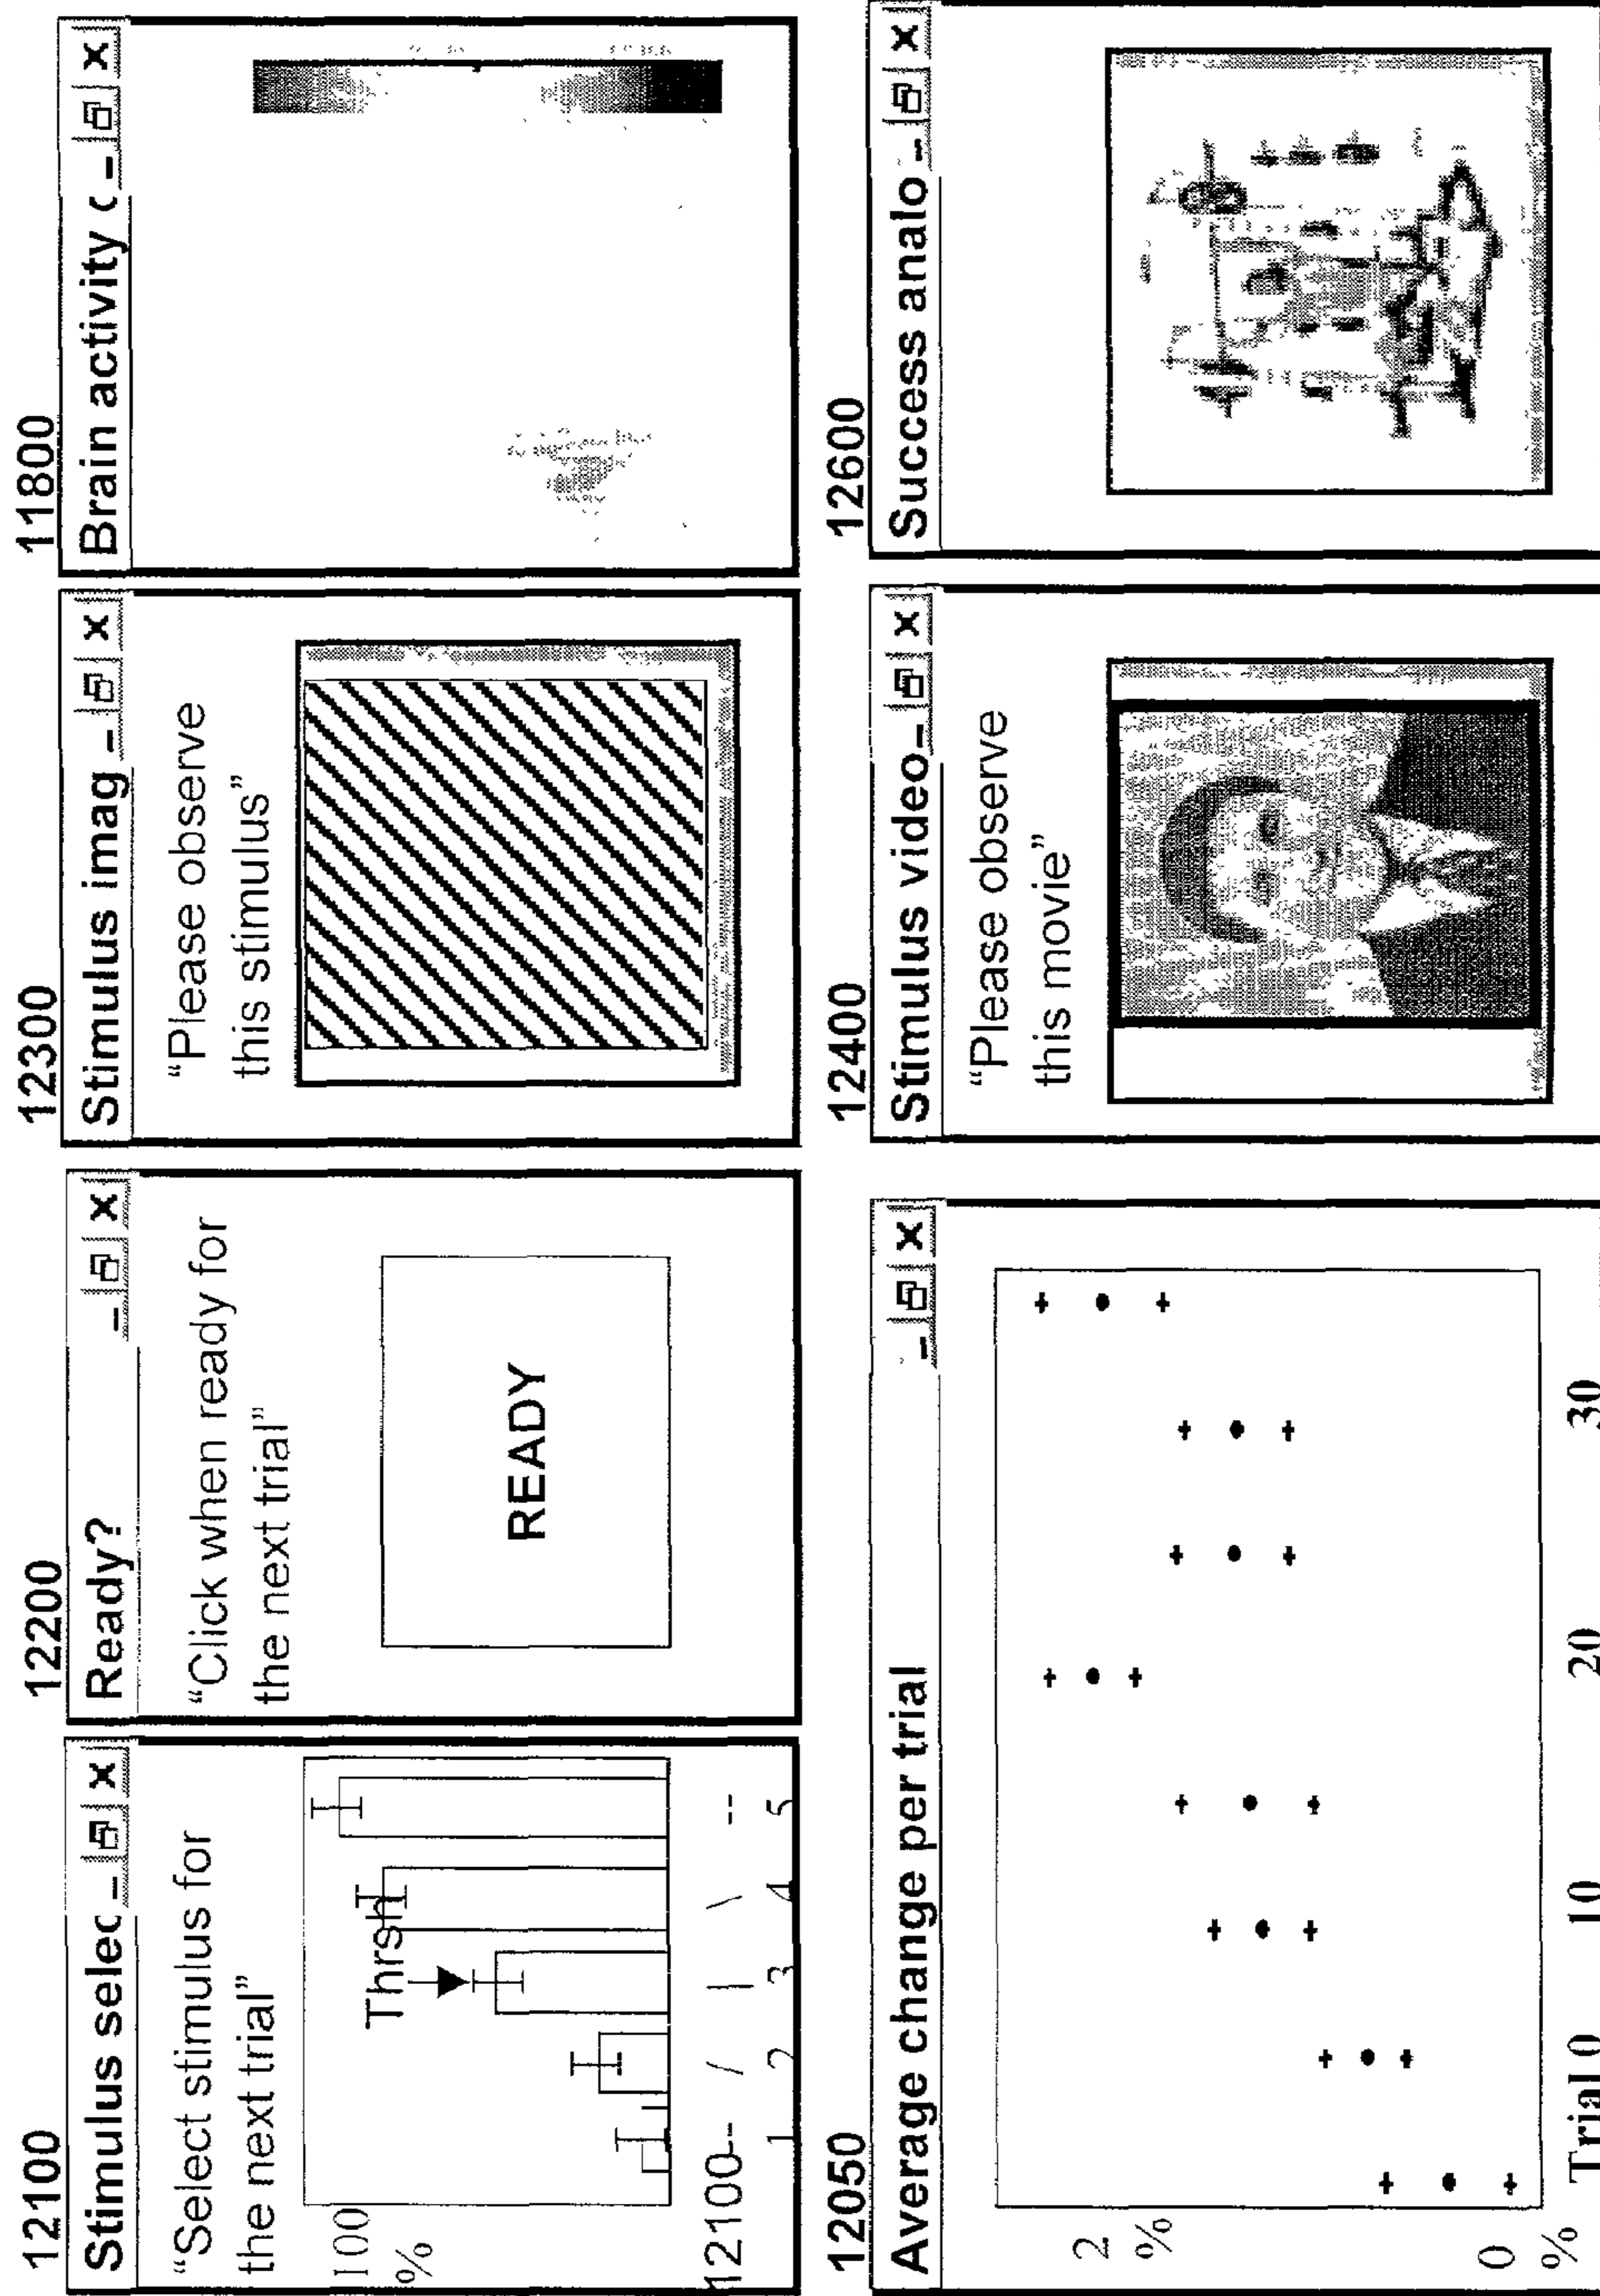 12100
Stimulus selec
“Select stimulus for
the next trial”
100
%
Thrsh
12100-- / | \ --
1 2 3 4 5
12200
Ready?
“Click when ready for
the next trial”
READY
12300
Stimulus imag
“Please observe
this stimulus”
11800
Brain activity c
12050
Average change per trial
2
%
0
%
Trial 0 10 20 30
12400
Stimulus video
“Please observe
this movie”
12600
Success analo